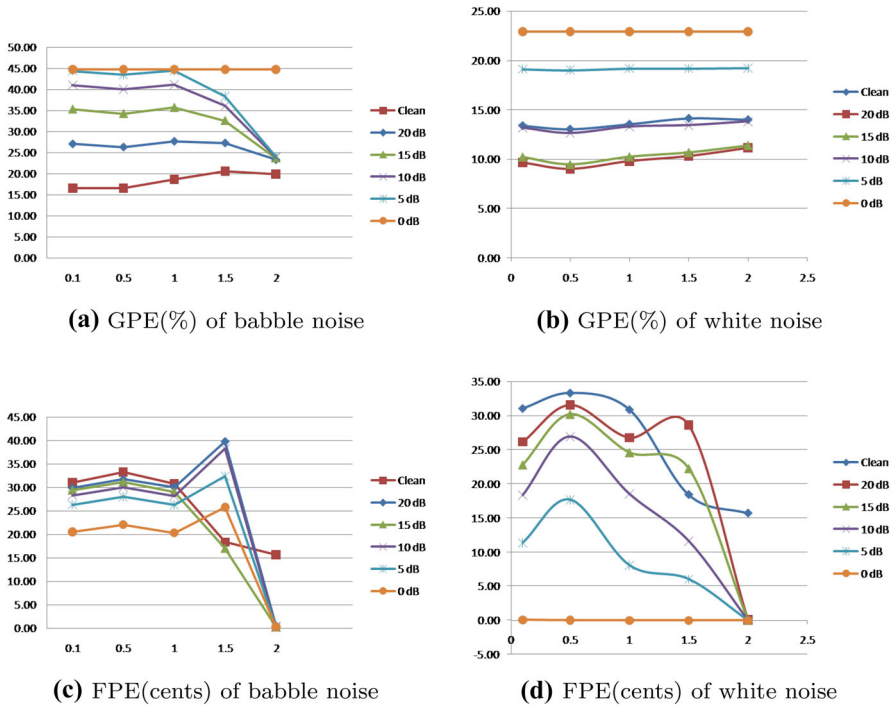 50.00
45.00
40.00
35.00
30.00
25.00
20.00
15.00
10.00
5.00
0.00
0.1 0.5 1 1.5 2
Clean
20 dB
15 dB
10 dB
5 dB
0 dB
(a) GPE(%) of babble noise
25.00
20.00
15.00
10.00
5.00
0.00
0 0.5 1 1.5 2 2.5
Clean
20 dB
15 dB
10 dB
5 dB
0 dB
(b) GPE(%) of white noise
45.00
40.00
35.00
30.00
25.00
20.00
15.00
10.00
5.00
0.00
0.1 0.5 1 1.5 2
Clean
20 dB
15 dB
10 dB
5 dB
0 dB
(c) FPE(cents) of babble noise
35.00
30.00
25.00
20.00
15.00
10.00
5.00
0.00
-5.00
0 0.5 1 1.5 2 2.5
Clean
20 dB
15 dB
10 dB
5 dB
0 dB
(d) FPE(cents) of white noise